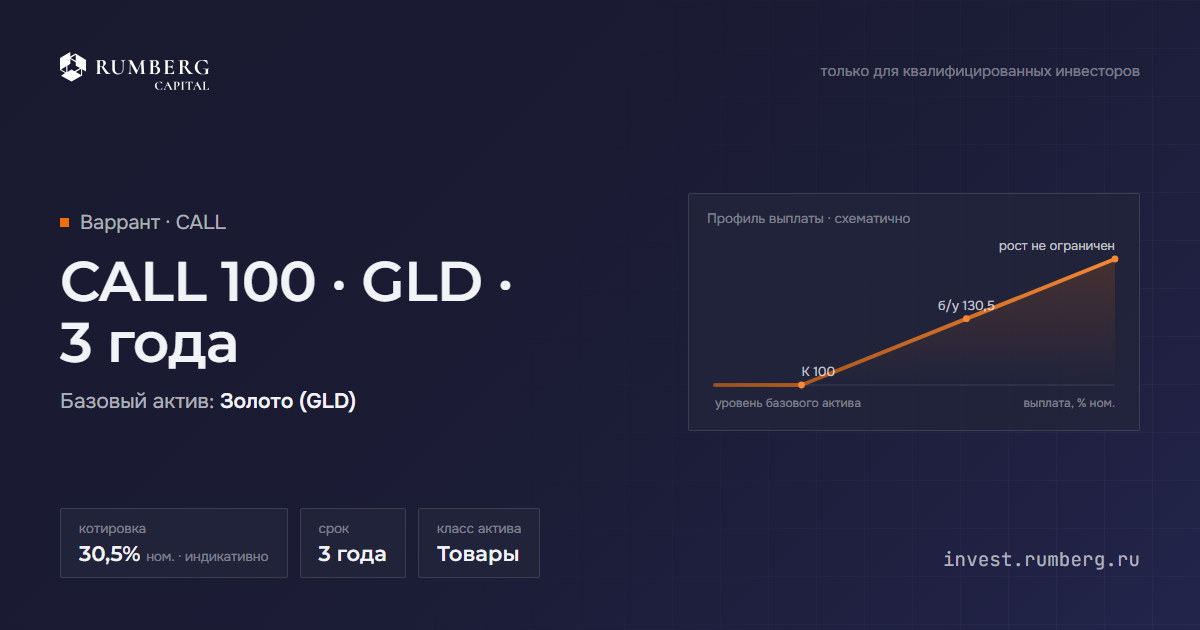 RUMBERG
CAPITAL
только для квалифицированных инвесторов
Варрант · CALL
CALL 100 · GLD ·
3 года
Базовый актив: Золото (GLD)
Профиль выплаты · схематично
рост не ограничен
б/у 130,5
К 100
уровень базового актива
выплата, % ном.
котировка
30,5% ном. · индикативно
срок
3 года
класс актива
Товары
invest.rumberg.ru